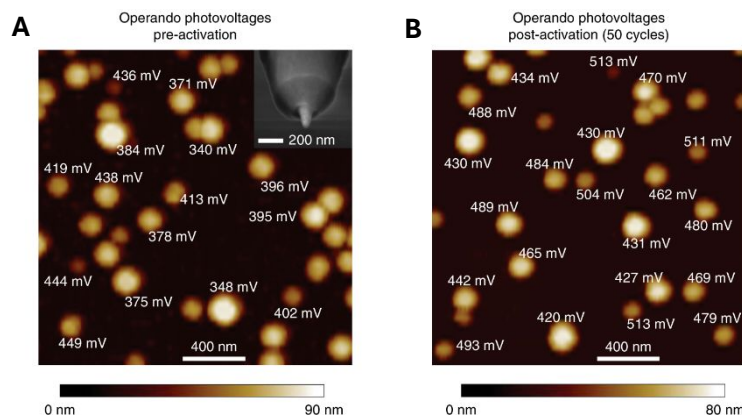 A
Operando photovoltages
pre-activation
436 mV
371 mV
200 nm
384 mV
340 mV
419 mV
438 mV
413 mV
396 mV
395 mV
378 mV
444 mV
375 mV
348 mV
402 mV
449 mV
400 nm
0 nm
90 nm
B
Operando photovoltages
post-activation (50 cycles)
434 mV
513 mV
470 mV
488 mV
430 mV
430 mV
511 mV
484 mV
504 mV
462 mV
489 mV
480 mV
431 mV
465 mV
442 mV
427 mV
469 mV
420 mV
513 mV
479 mV
493 mV
400 nm
0 nm
80 nm